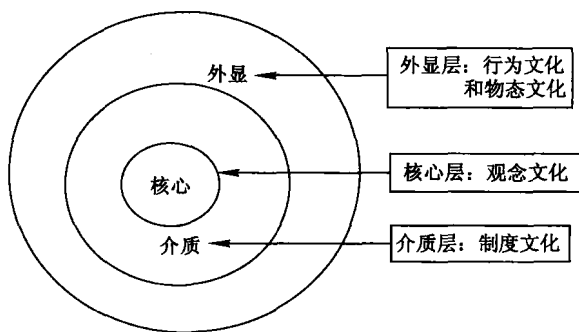 外显
外显层：行为文化
和物态文化
核心
核心层：观念文化
介质
介质层：制度文化